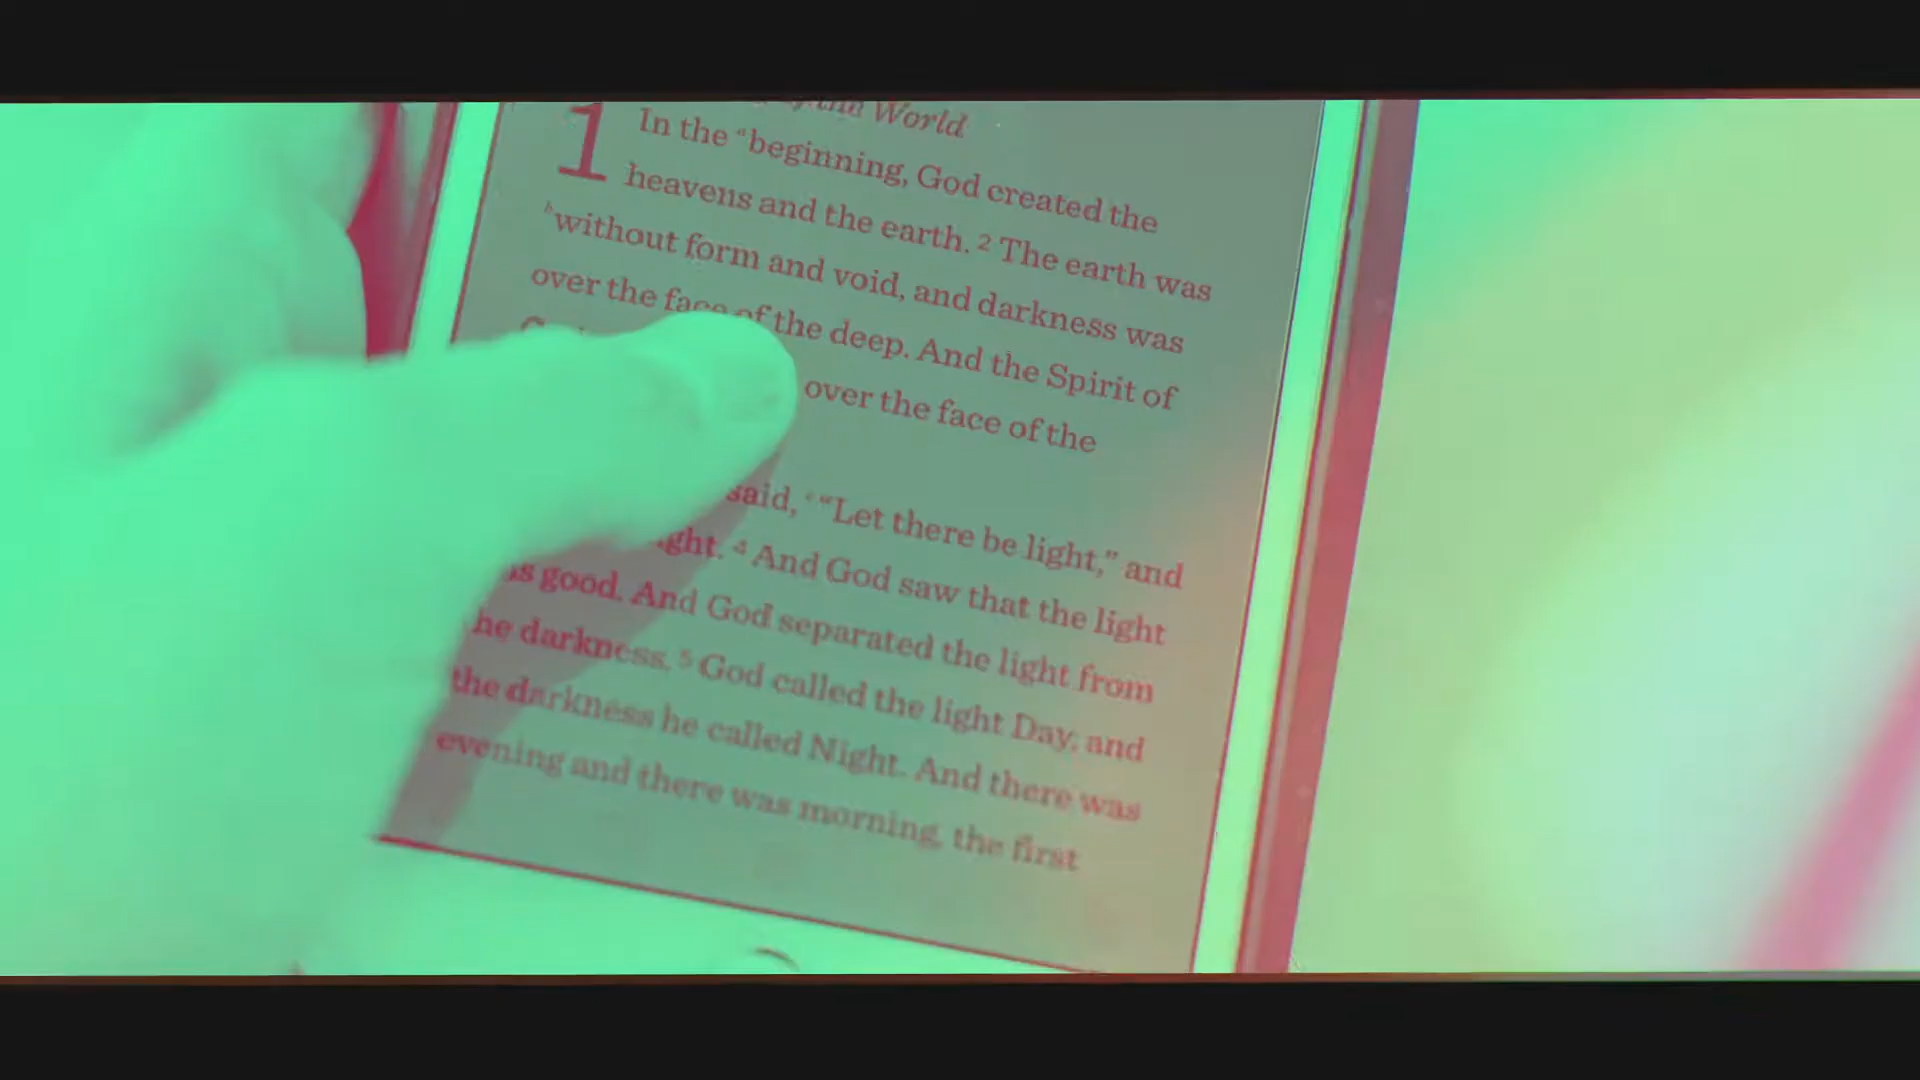 the World
1 In the "beginning, God created the
heavens and the earth. 2 The earth was
b without form and void, and darkness was
over the face of the deep. And the Spirit of
over the face of the
said, c "Let there be light," and
light. 4 And God saw that the light
was good. And God separated the light from
the darkness. 5 God called the light Day, and
the darkness he called Night. And there was
evening and there was morning, the first